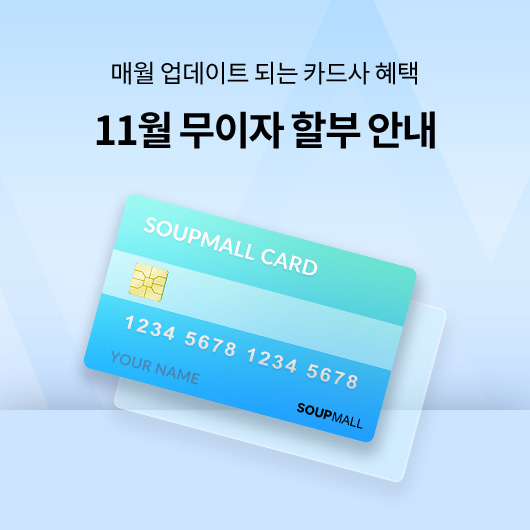 매월 업데이트 되는 카드사 혜택
11월 무이자 할부 안내
SOUPMALL CARD
1234 5678 1234 5678
YOUR NAME
SOUPMALL